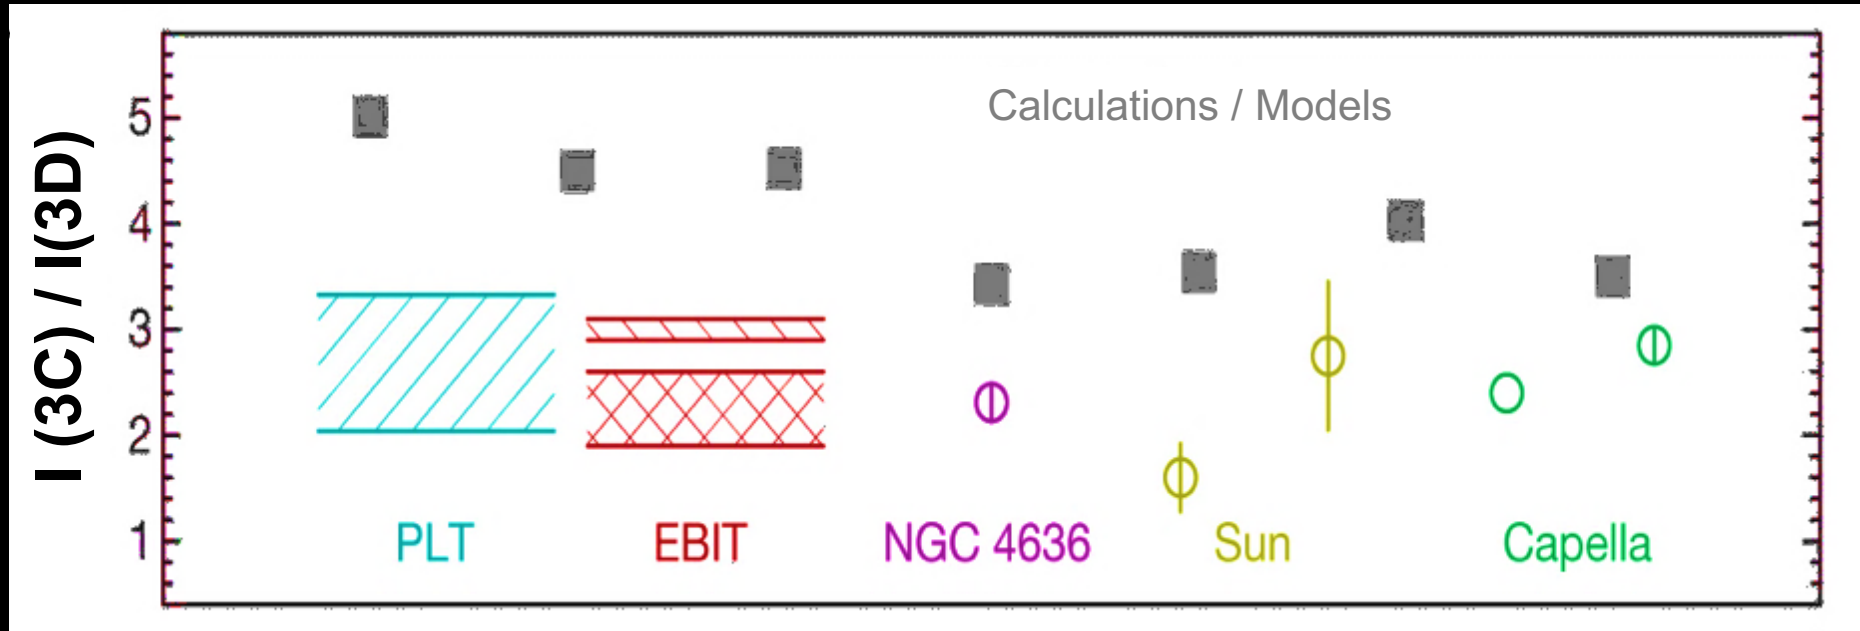 I (3C) / I(3D)
5
4
3
2
1
Calculations / Models
PLT
EBIT
NGC 4636
Sun
Capella